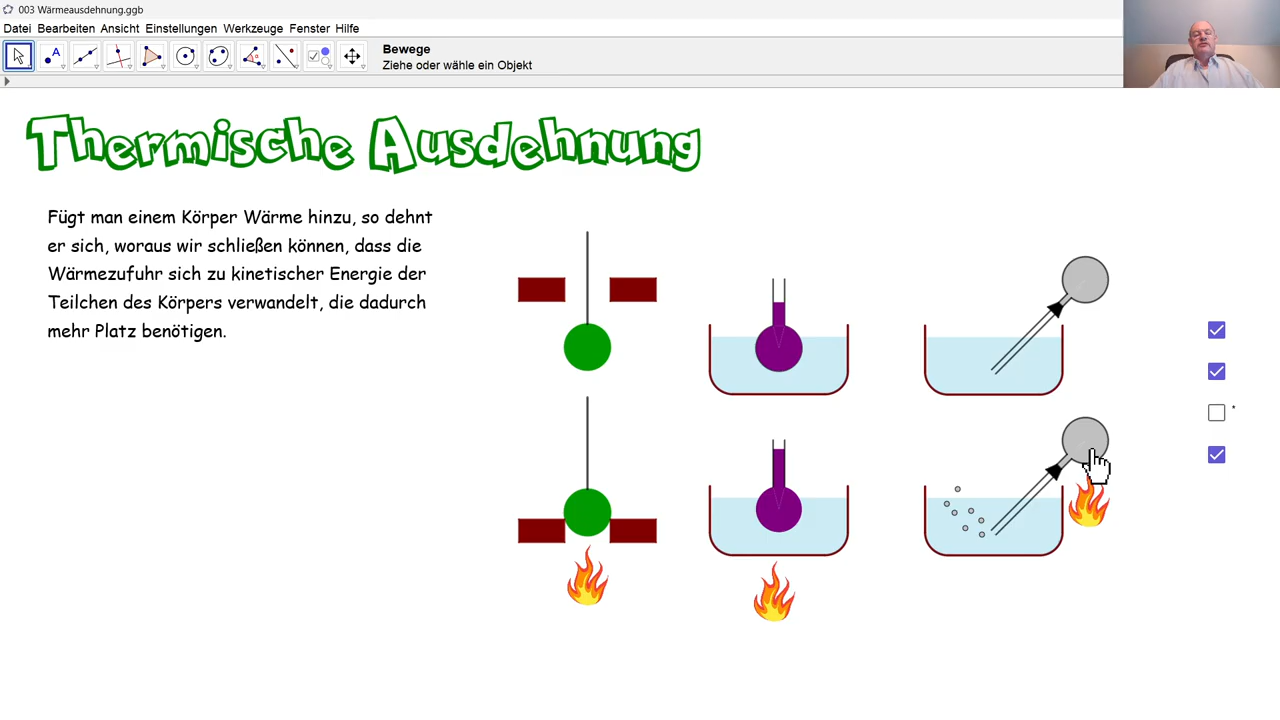 003 Wärmeausdehnung.ggb
Datei Bearbeiten Ansicht Einstellungen Werkzeuge Fenster Hilfe
A
Bewege
Ziehe oder wähle ein Objekt
Thermische Ausdehnung
Fügt man einem Körper Wärme hinzu, so dehnt
er sich, woraus wir schließen können, dass die
Wärmezufuhr sich zu kinetischer Energie der
Teilchen des Körpers verwandelt, die dadurch
mehr Platz benötigen.
*